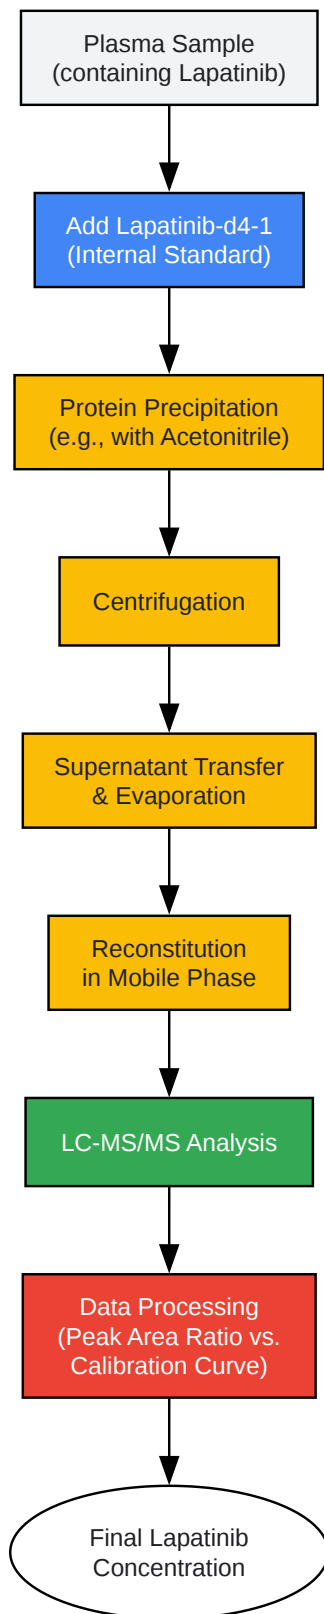 Plasma Sample
(containing Lapatinib)
Add Lapatinib-d4-1
(Internal Standard)
Protein Precipitation
(e.g., with Acetonitrile)
Centrifugation
Supernatant Transfer
& Evaporation
Reconstitution
in Mobile Phase
LC-MS/MS Analysis
Data Processing
(Peak Area Ratio vs.
Calibration Curve)
Final Lapatinib
Concentration